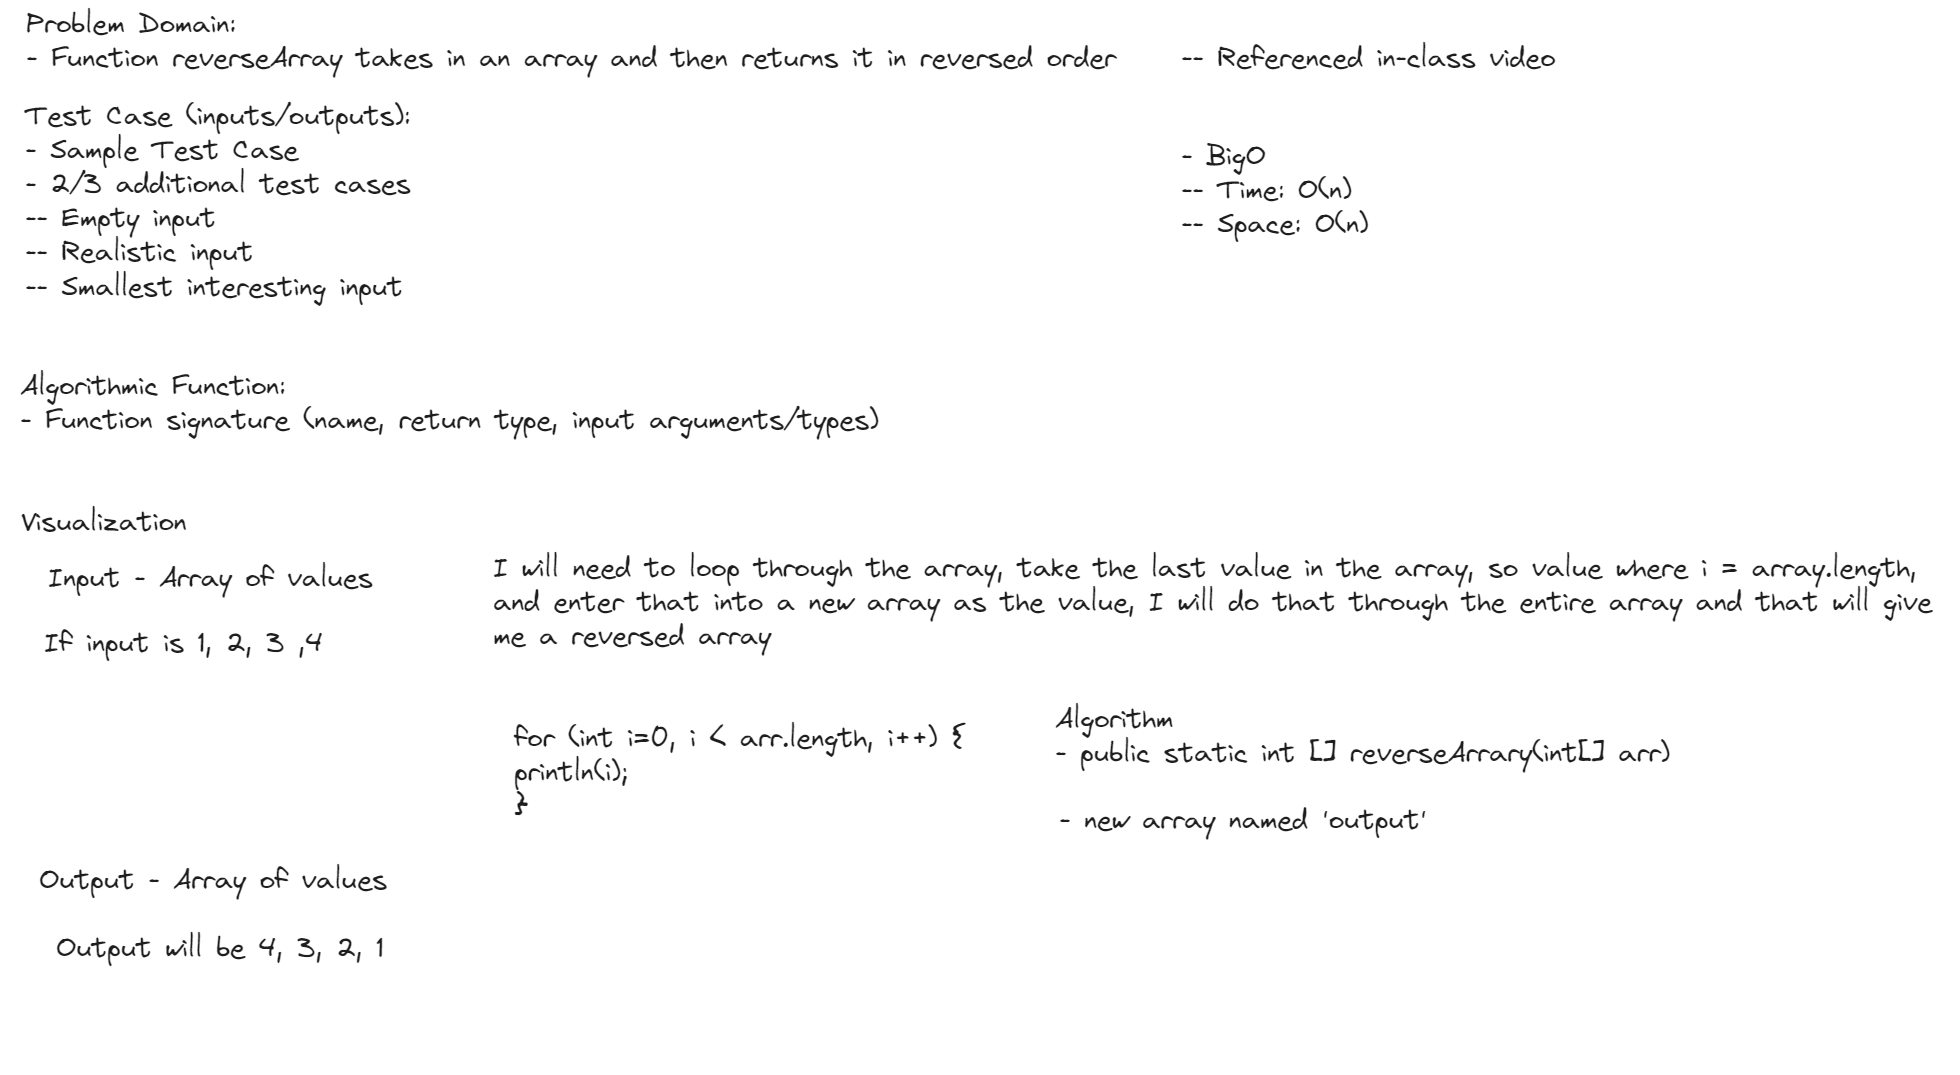 Problem Domain:
- Function reverseArray takes in an array and then returns it in reversed order
-- Referenced in-class video
Test Case (inputs/outputs):
- Sample Test Case
- 2/3 additional test cases
-- Empty input
-- Realistic input
-- Smallest interesting input
- BigO
-- Time: O(n)
-- Space: O(n)
Algorithmic Function:
- Function signature (name, return type, input arguments/types)
Visualization
Input - Array of values
If input is 1, 2, 3 ,4
I will need to loop through the array, take the last value in the array, so value where i = array.length,
and enter that into a new array as the value, I will do that through the entire array and that will give
me a reversed array
for (int i=0, i < arr.length, i++) {
println(i);
}
Algorithm
- public static int [] reverseArrary(int[] arr)
- new array named 'output'
Output - Array of values
Output will be 4, 3, 2, 1